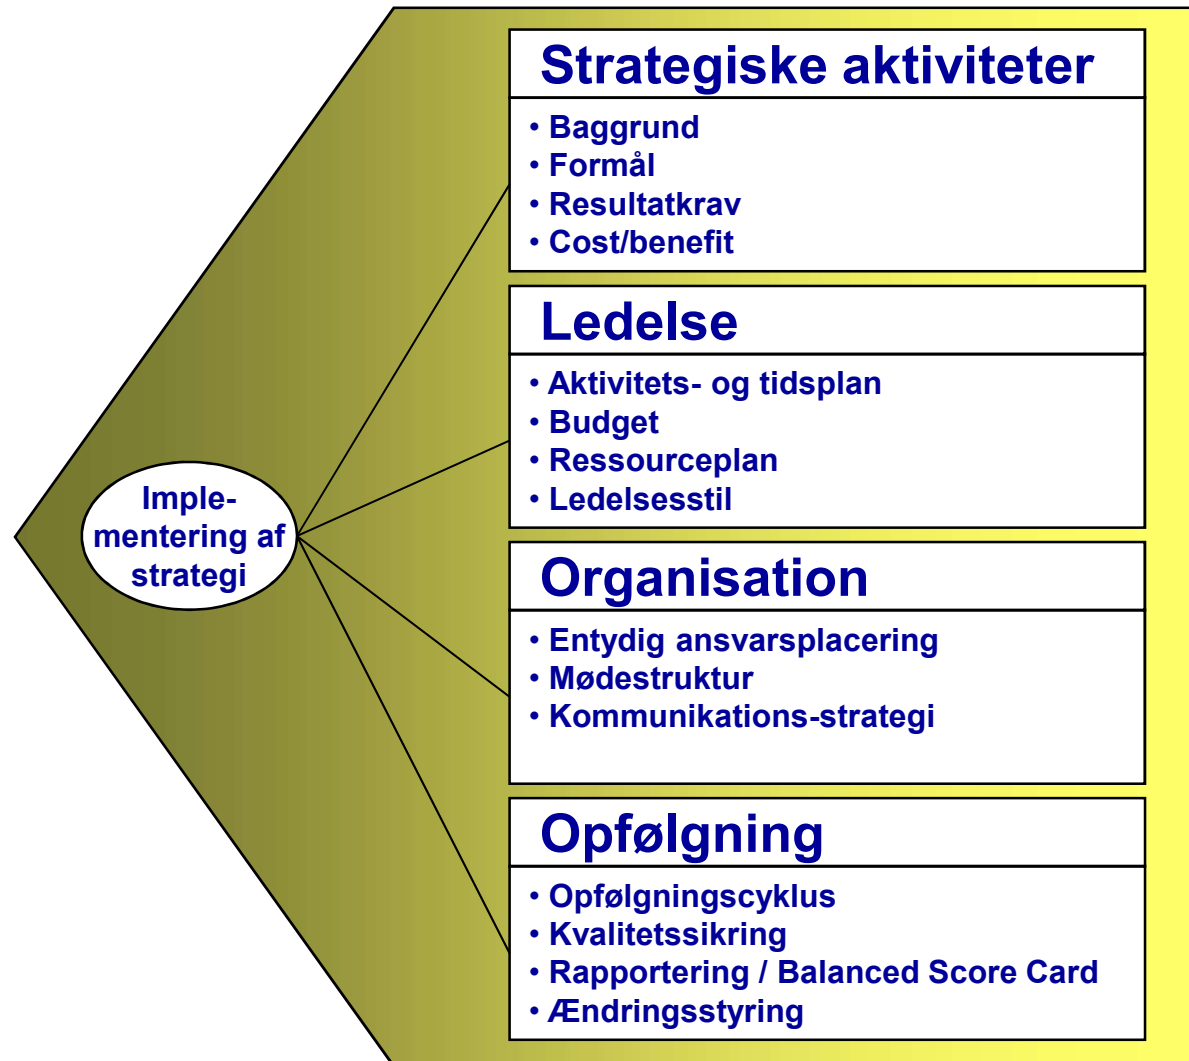 Strategiske aktiviteter
• Baggrund
• Formål
• Resultatkrav
• Cost/benefit
Ledelse
• Aktivitets- og tidsplan
• Budget
• Ressourceplan
• Ledelsesstil
Imple-
mentering af
strategi
Organisation
• Entydig ansvarsplacering
• Mødestruktur
• Kommunikations-strategi
Opfølgning
• Opfølgningscyklus
• Kvalitetssikring
• Rapportering / Balanced Score Card
• Ændringsstyring